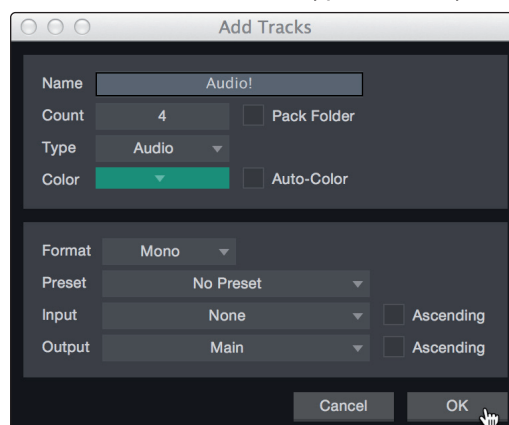 Add Tracks
Name Audio!
Count 4 Pack Folder
Type Audio
Color Auto-Color
Format Mono
Preset No Preset
Input None Ascending
Output Main Ascending
Cancel OK